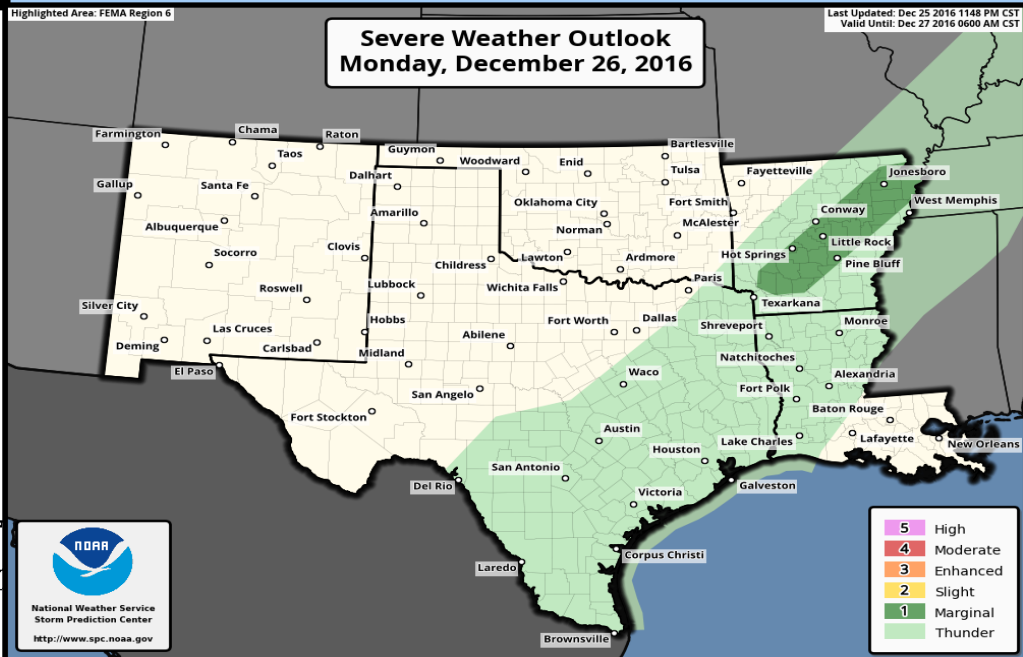 Highlighted Area: FEMA Region 6
Last Updated: Dec 25 2016 1148 PM CST
Valid Until: Dec 27 2016 0600 AM CST
Severe Weather Outlook
Monday, December 26, 2016
Farmington
Chama
Raton
Taos
Guymon
Woodward
Enid
Bartlesville
Tulsa
Fayetteville
Jonesboro
Gallup
Santa Fe
Dalhart
Oklahoma City
Fort Smith
West Memphis
Albuquerque
Amarillo
Norman
McAlester
Conway
Socorro
Clovis
Childress
Lawton
Ardmore
Hot Springs
Little Rock
Pine Bluff
Roswell
Lubbock
Wichita Falls
Paris
Texarkana
Silver City
Las Cruces
Hobbs
Abilene
Fort Worth
Dallas
Shreveport
Monroe
Deming
Carlsbad
Midland
Natchitoches
El Paso
San Angelo
Waco
Fort Polk
Alexandria
Fort Stockton
Austin
Baton Rouge
Houston
Lake Charles
Lafayette
New Orleans
Del Rio
San Antonio
Victoria
Galveston
Laredo
Corpus Christi
Brownsville
NOAA
National Weather Service
Storm Prediction Center
http://www.spc.noaa.gov
5 High
4 Moderate
3 Enhanced
2 Slight
1 Marginal
Thunder